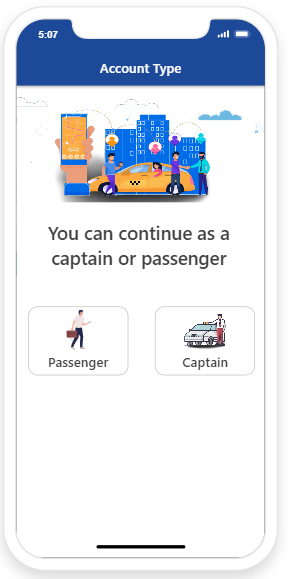 5:07
Account Type
You can continue as a
captain or passenger
Passenger
Captain